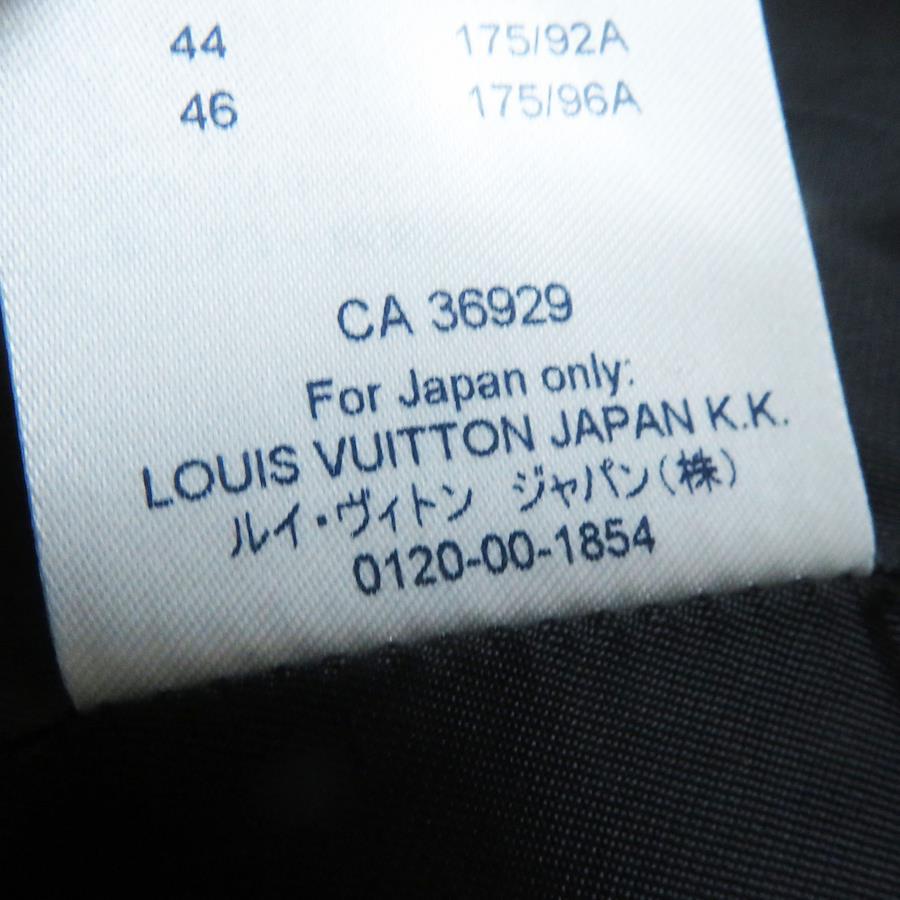 44 175/92A
46 175/96A
CA 36929
For Japan only:
LOUIS VUITTON JAPAN K.K.
ルイ・ヴィトン ジャパン(株)
0120-00-1854